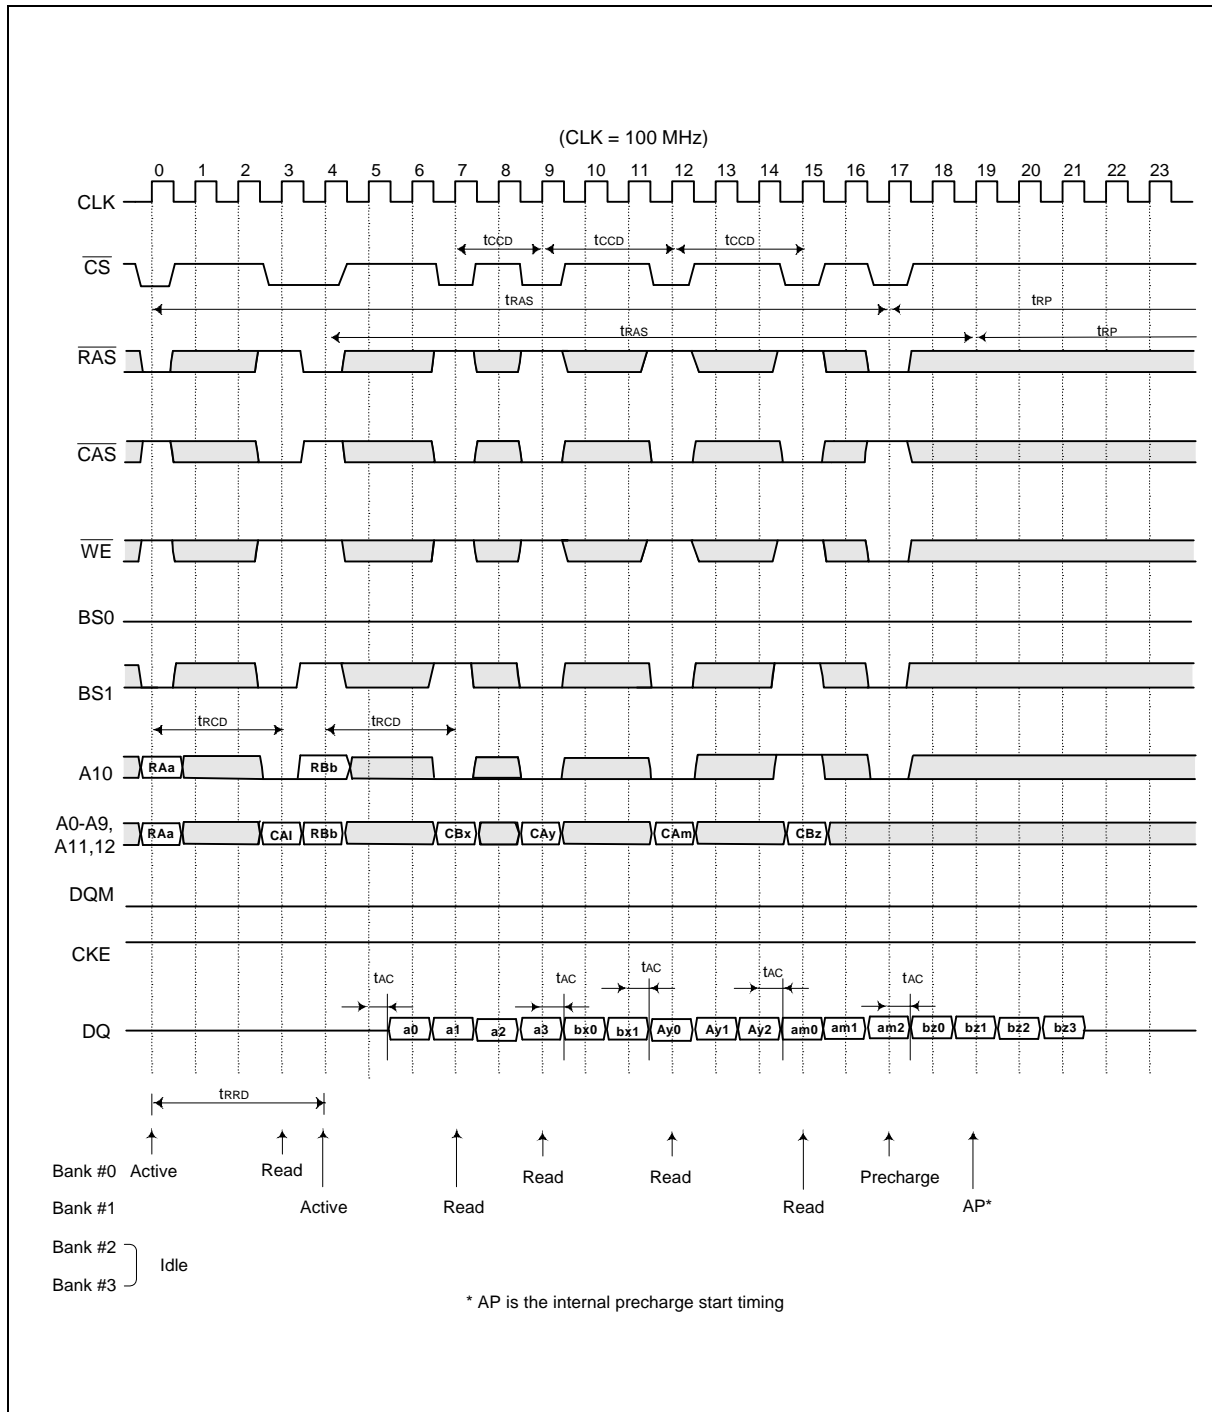 (CLK = 100 MHz)
0 1 2 3 4 5 6 7 8 9 10 11 12 13 14 15 16 17 18 19 20 21 22 23
CLK
tCCD tCCD tCCD
CS
tRAS tRP
tRAS tRP
RAS
CAS
WE
BS0
BS1
tRCD tRCD
A10 RAa RBb
A0-A9,
A11,12
RAa CAl RBb CBx CAy CAm CBz
DQM
CKE
tAC tAC tAC tAC tAC
DQ a0 a1 a2 a3 bx0 bx1 Ay0 Ay1 Ay2 am0 am1 am2 bz0 bz1 bz2 bz3
tRRD
Bank #0 Active Read Read Read Precharge
Bank #1 Active Read Read AP*
Bank #2
Idle
Bank #3
* AP is the internal precharge start timing